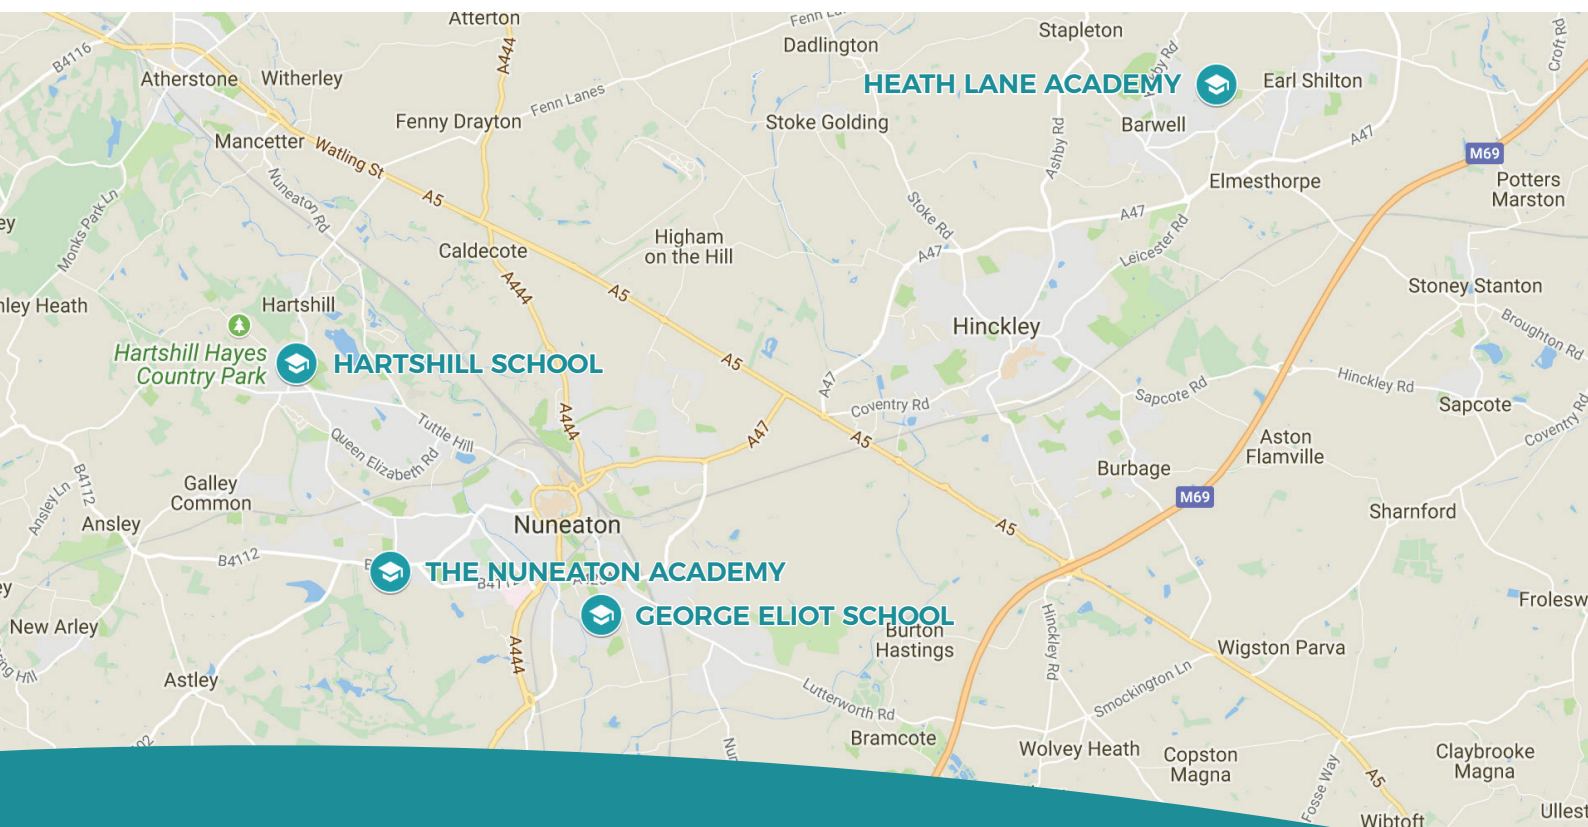 Atterton
Stapleton
Croft Rd
B4116
A444
Dadlington
Atherstone
Witherley
HEATH LANE ACADEMY
Earl Shilton
Fenn Lanes
Fenny Drayton
Stoke Golding
Barwell
Mancetter
Watling St
Ashby Rd
A47
M69
Nuneaton Rd
A5
Elmesthorpe
Potters
Marston
Monks Park Ln
Stoke Rd
A47
Leicester Rd
Caldecote
Higham
on the Hill
A47
A444
A5
Stoney Stanton
Hartshill
Hinckley
Broughton Rd
Hartshill Hayes
Country Park
HARTSHILL SCHOOL
A5
A47
Sapcote Rd
Hinckley Rd
Coventry Rd
Sapcote
A444
Tuttle Hill
A47
A5
Coventry Rd
Queen Elizabeth Rd
Aston
Flamville
Burbage
B4112
Ansley Ln
Galley
Common
M69
Ansley
Nuneaton
A5
Sharnford
B4112
THE NUNEATON ACADEMY
GEORGE ELIOT SCHOOL
New Arley
Burton
Hastings
Hinckley Rd
A444
Wigston Parva
Astley
Lutterworth Rd
Smockington Ln
Bramcote
Wolvey Heath
Copston
Magna
Claybrooke
Magna
Fosse Way
A5
Wibtoft